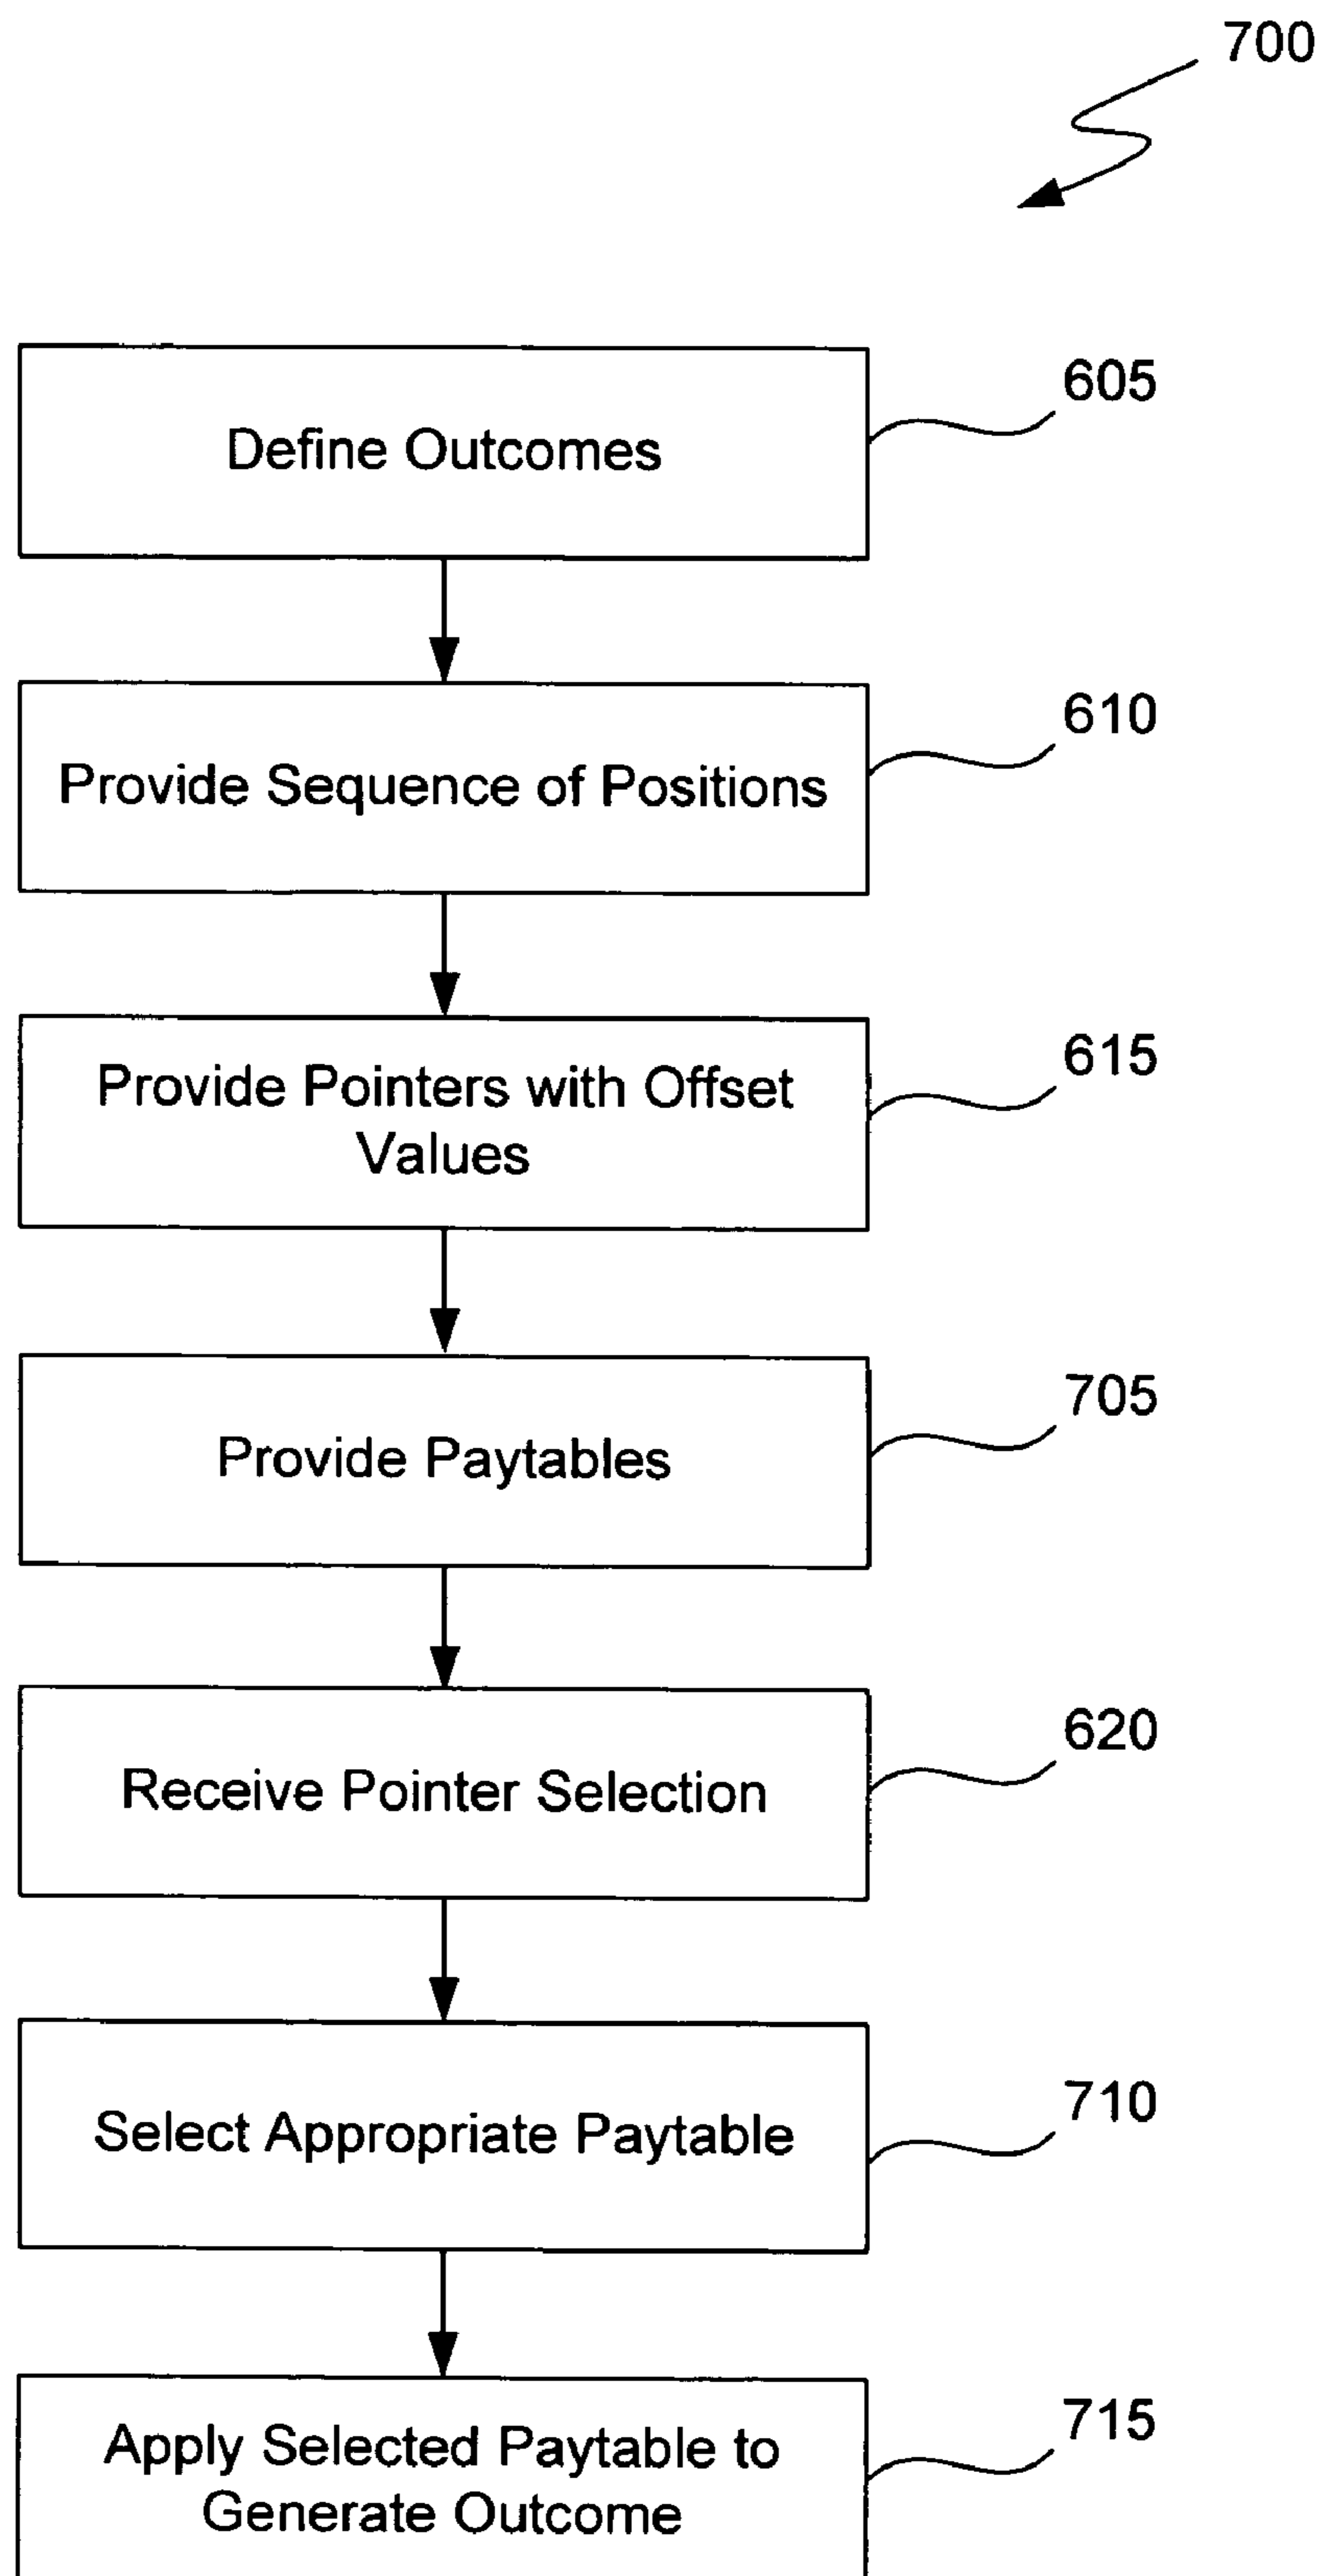 700
Define Outcomes
605
Provide Sequence of Positions
610
Provide Pointers with Offset
Values
615
Provide Paytables
705
Receive Pointer Selection
620
Select Appropriate Paytable
710
Apply Selected Paytable to
Generate Outcome
715